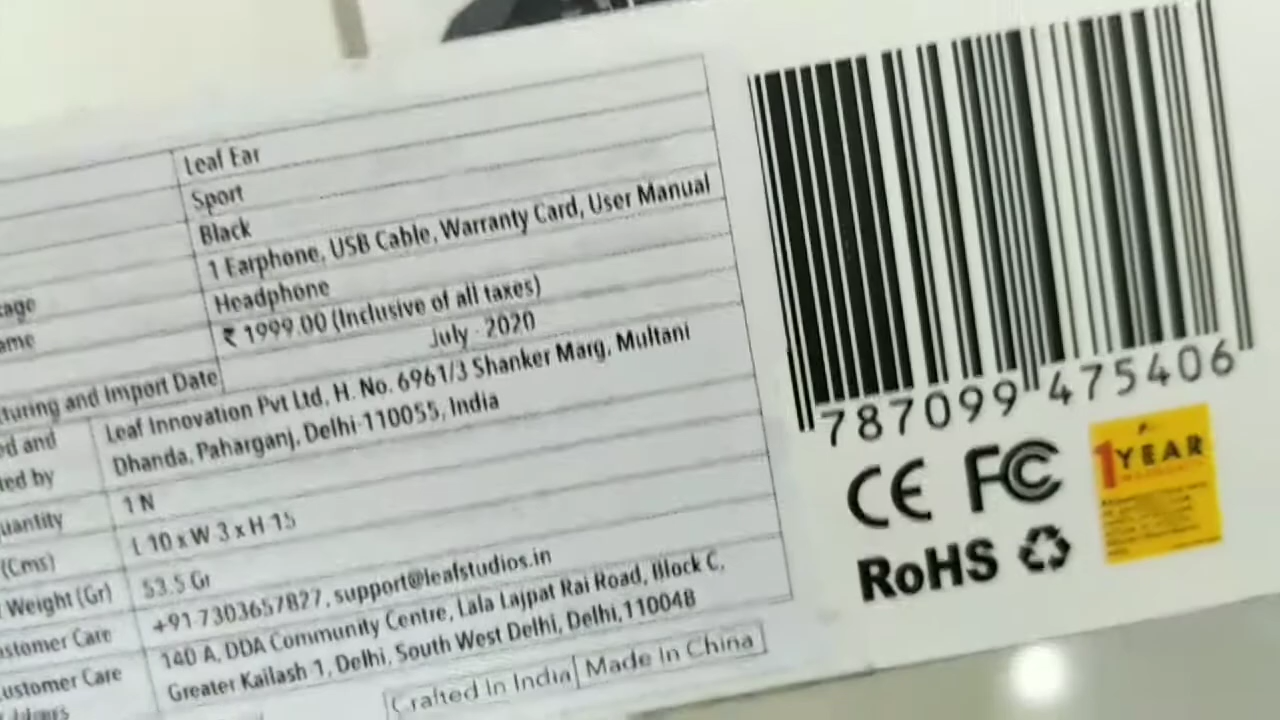 Leaf Ear
Sport
Black
1 Earphone, USB Cable, Warranty Card, User Manual
Headphone
₹ 1999.00 (Inclusive of all taxes)
turing and Import Date
July - 2020
Leaf Innovation Pvt Ltd, H. No. 6961/3 Shanker Marg, Multani
Dhanda, Paharganj, Delhi-110055, India
ed and
ted by
uantity
1 N
(Cms)
L 10 x W 3 x H 15
Weight (Gr)
53.5 Gr
stomer Care
+91-7303657827, support@leafstudios.in
ustomer Care
140 A, DDA Community Centre, Lala Lajpat Rai Road, Block C,
Greater Kailash 1, Delhi, South West Delhi, Delhi, 110048
Crafted In India | Made In China
787099 475406
CE FC
RoHS
1 YEAR